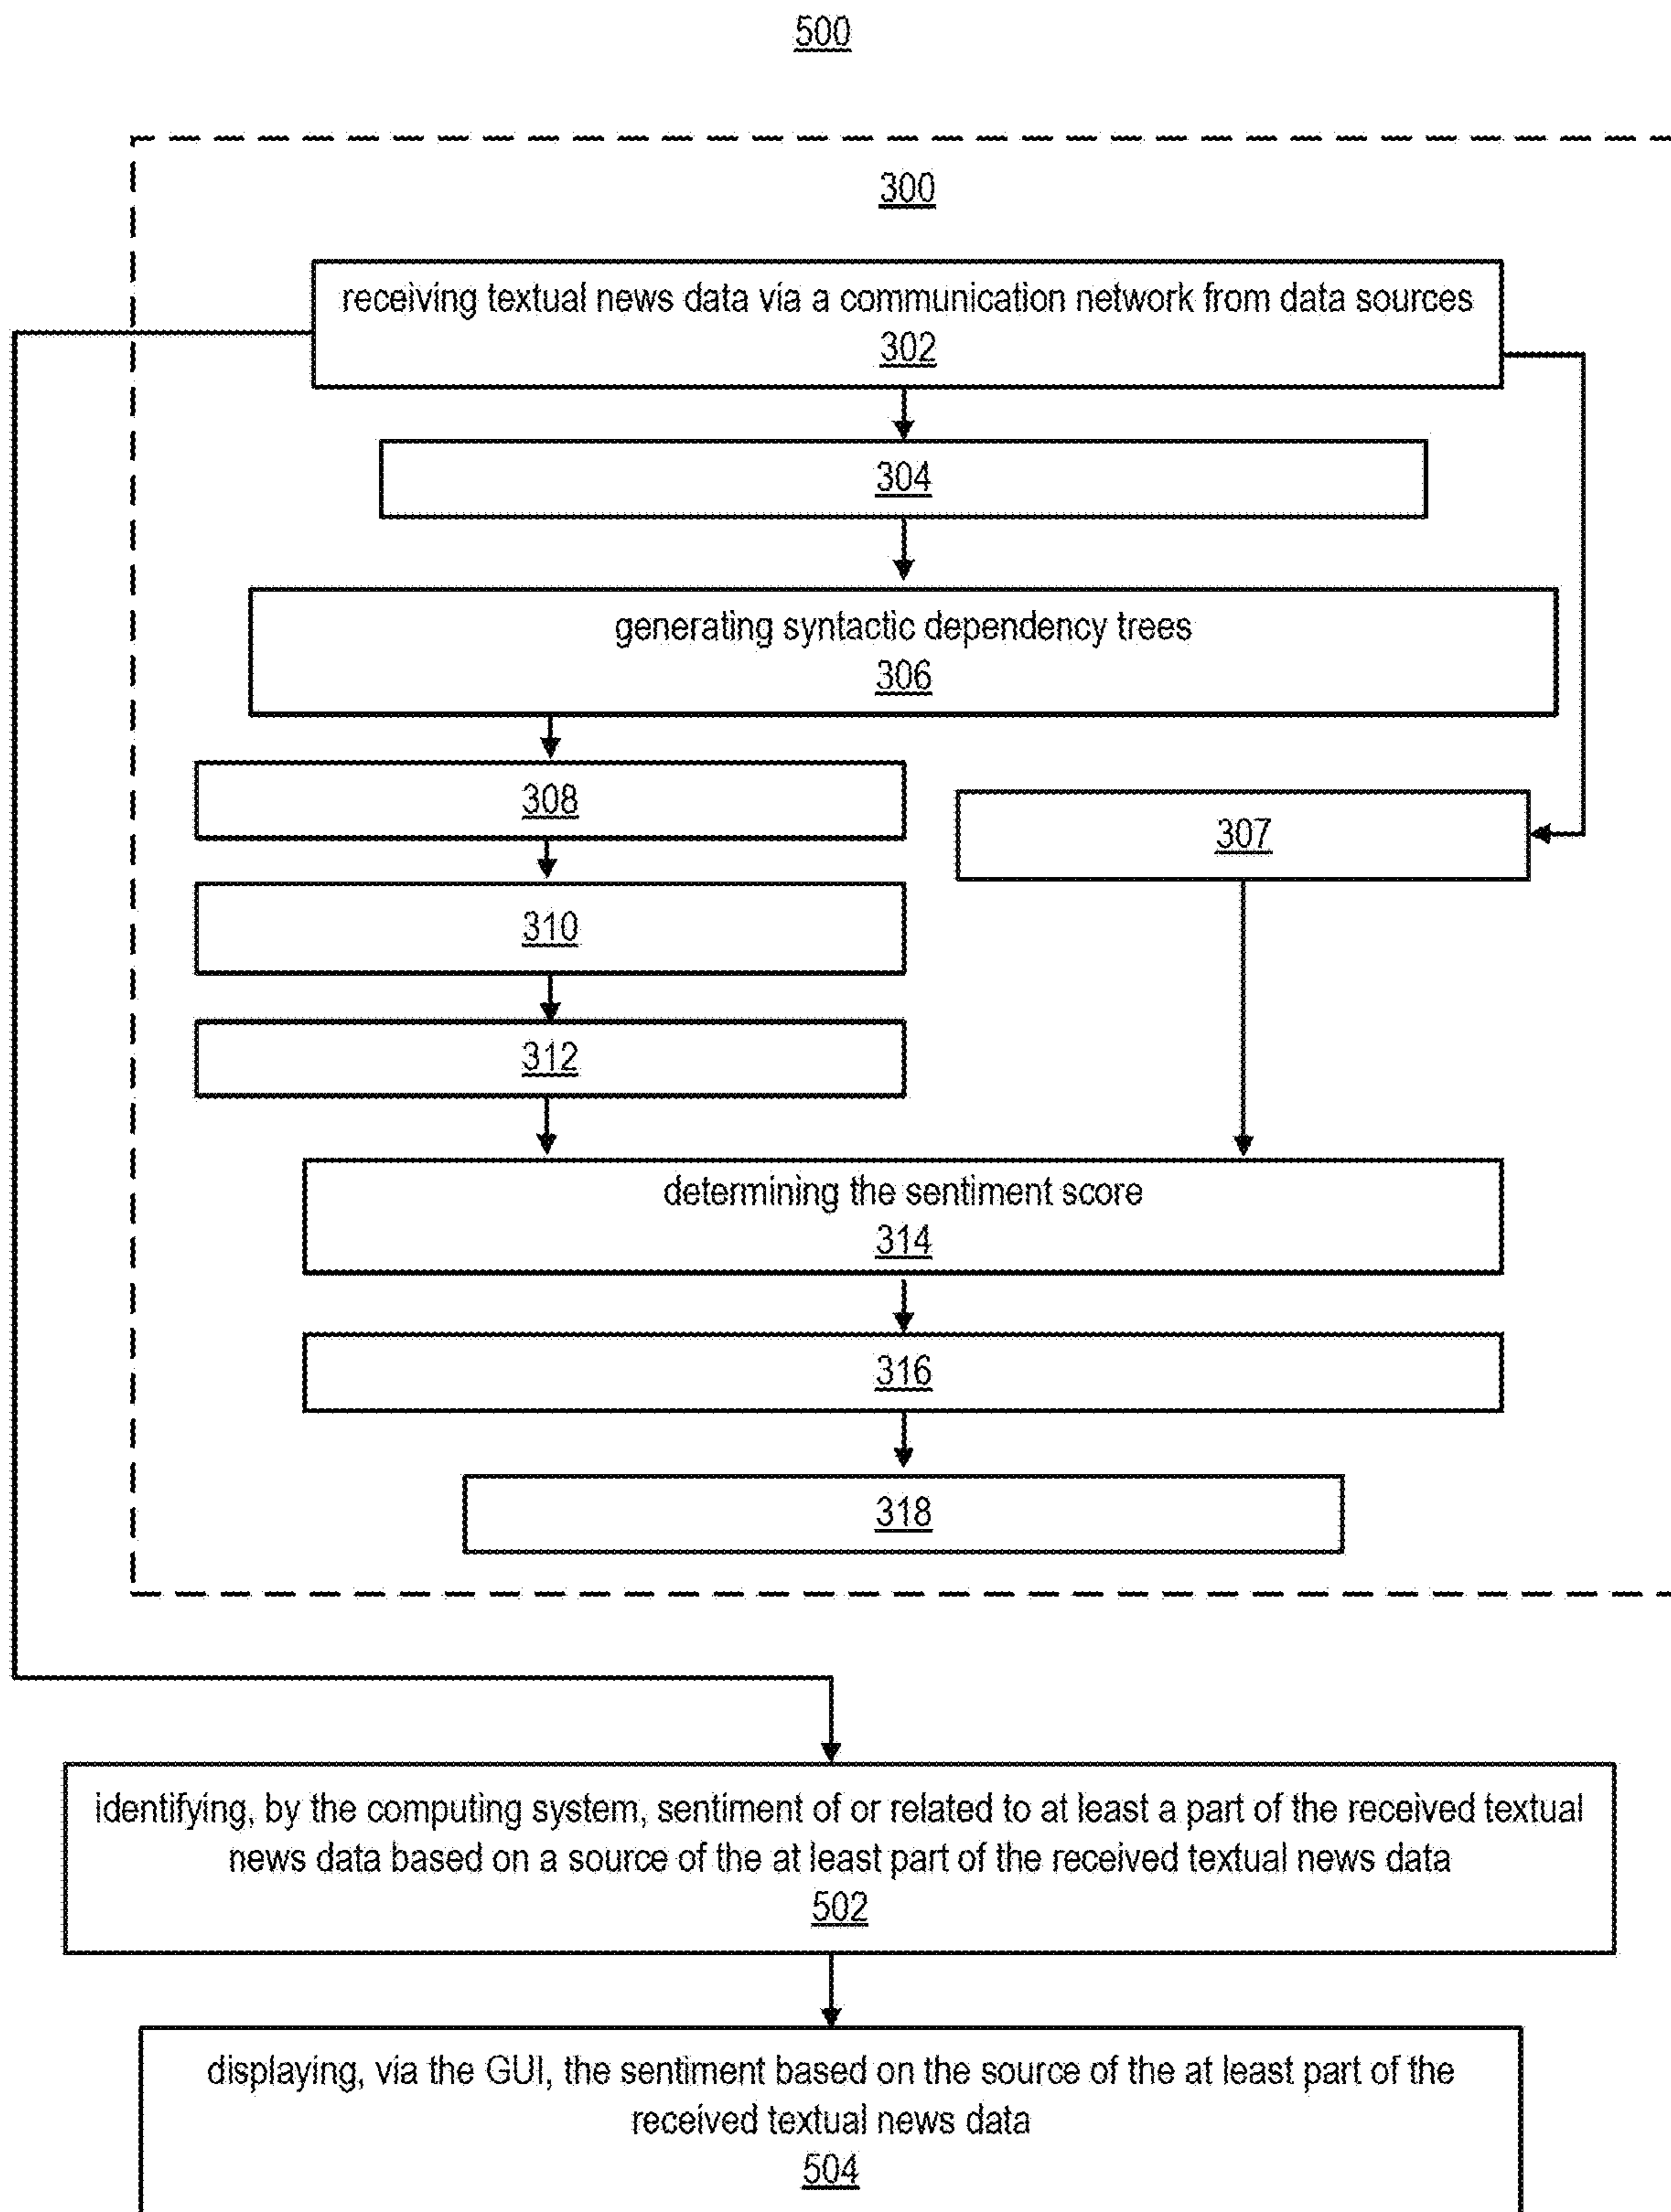 500
300
receiving textual news data via a communication network from data sources
302
304
generating syntactic dependency trees
306
308
307
310
312
determining the sentiment score
314
316
318
identifying, by the computing system, sentiment of or related to at least a part of the received textual
news data based on a source of the at least part of the received textual news data
502
displaying, via the GUI, the sentiment based on the source of the at least part of the
received textual news data
504